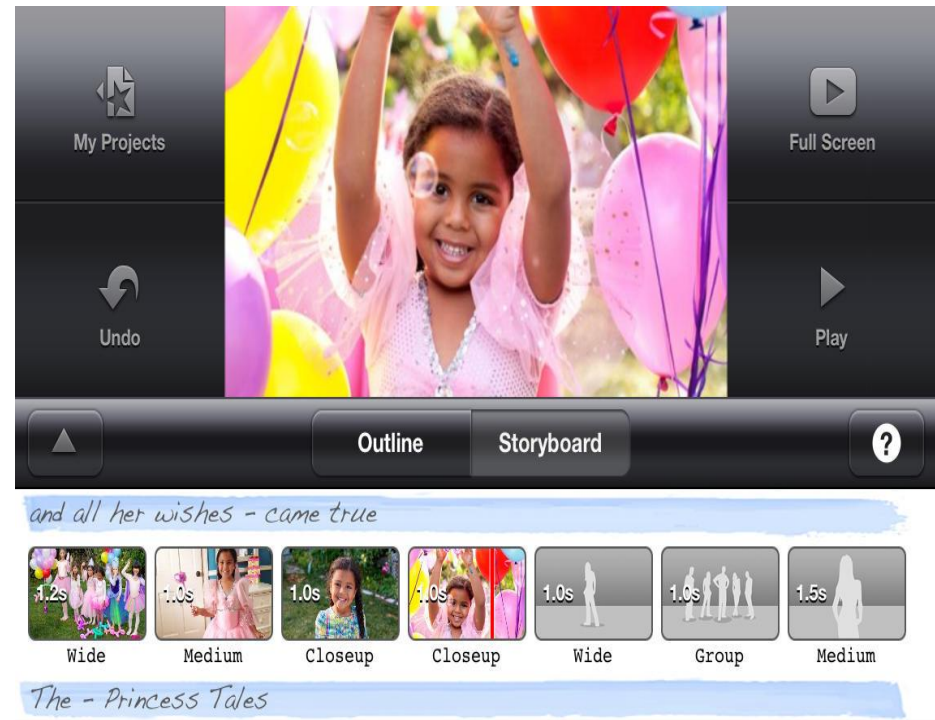 My Projects
Full Screen
Undo
Play
Outline
Storyboard
?
and all her wishes - came true
1.2s
1.0s
1.0s
1.0s
1.0s
1.0s
1.5s
Wide
Medium
Closeup
Closeup
Wide
Group
Medium
The - Princess Tales